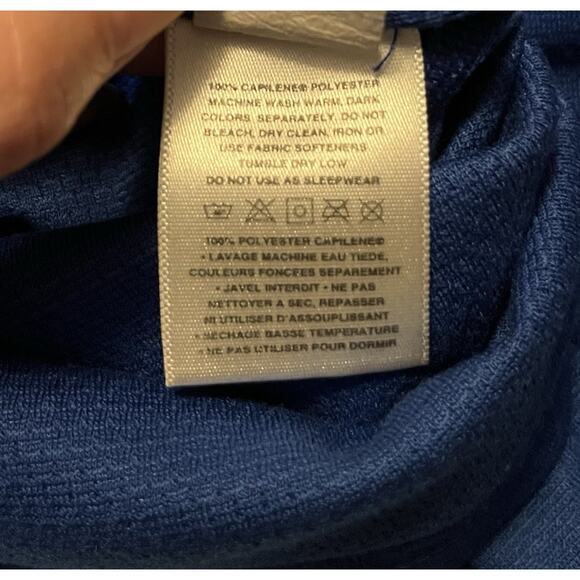 100% CAPILENE® POLYESTER
MACHINE WASH WARM, DARK
COLORS SEPARATELY. DO NOT
BLEACH, DRY CLEAN, IRON OR
USE FABRIC SOFTENERS
TUMBLE DRY LOW
DO NOT USE AS SLEEPWEAR
40°
100% POLYESTER CAPILENE®
• LAVAGE MACHINE EAU TIEDE,
COULEURS FONCFES SEPAREMENT
• JAVEL INTERDIT • NE PAS
NETTOYER A SEC, REPASSER
NI UTILISER D'ASSOUPLISSANT
• SECHAGE BASSE TEMPERATURE
• NE PAS UTILISER POUR DORMIR